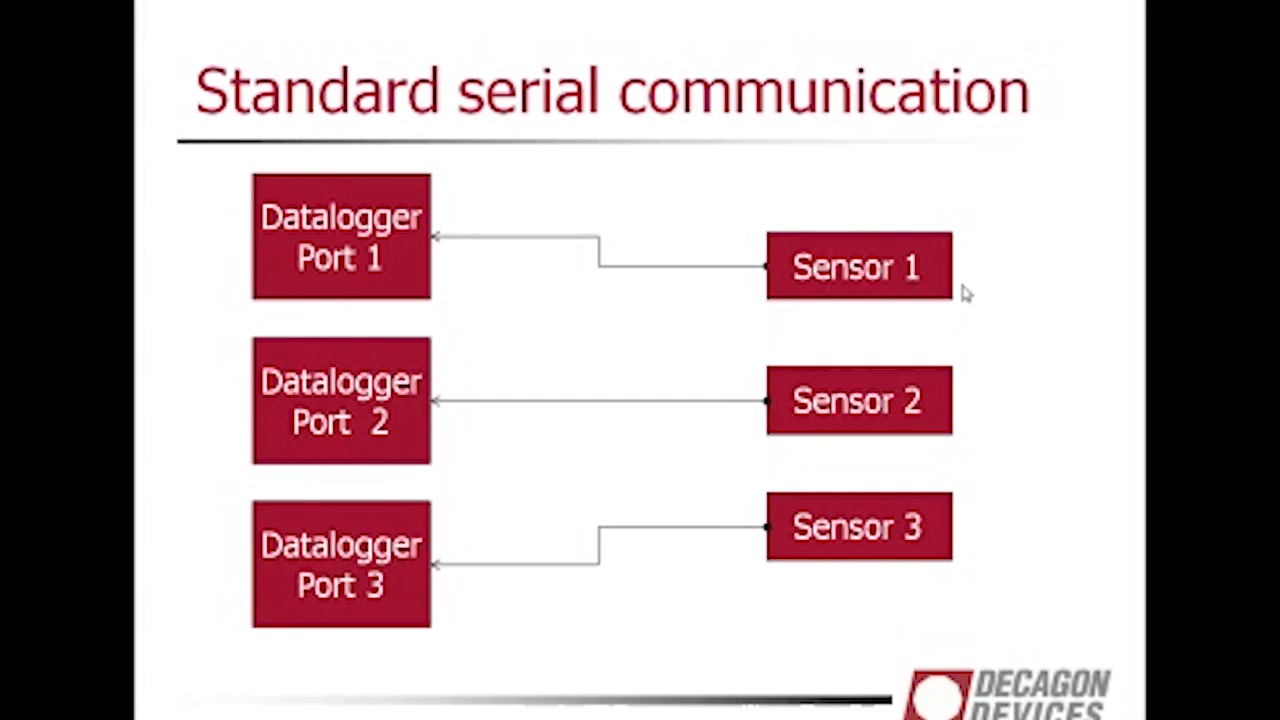 Standard serial communication
Datalogger
Port 1
Sensor 1
Datalogger
Port 2
Sensor 2
Datalogger
Port 3
Sensor 3
DECAGON
DEVICES